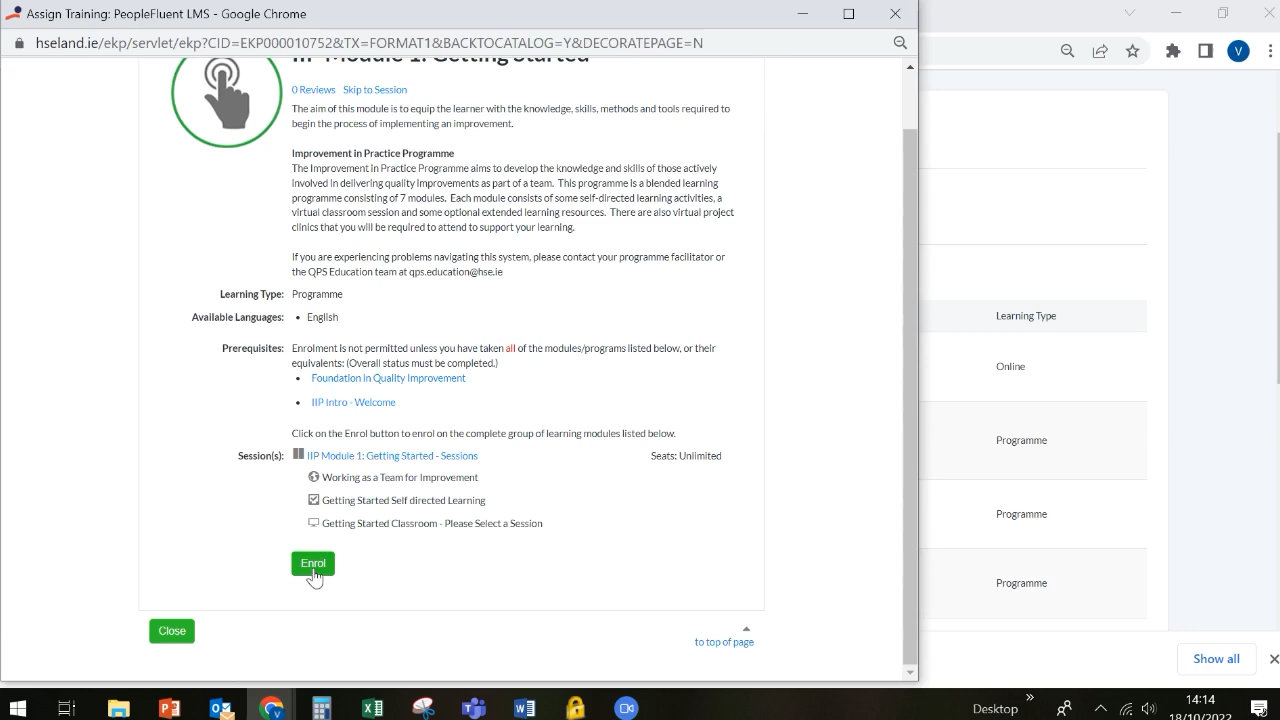 Assign Training: PeopleFluent LMS - Google Chrome
hseland.ie/ekp/servlet/ekp?CID=EKP000010752&TX=FORMAT1&BACKTOCATALOG=Y&DECORATEPAGE=N
V
IIP Module 1: Getting Started
0 Reviews Skip to Session
The aim of this module is to equip the learner with the knowledge, skills, methods and tools required to
begin the process of implementing an improvement.
Improvement in Practice Programme
The Improvement in Practice Programme aims to develop the knowledge and skills of those actively
involved in delivering quality improvements as part of a team. This programme is a blended learning
programme consisting of 7 modules. Each module consists of some self-directed learning activities, a
virtual classroom session and some optional extended learning resources. There are also virtual project
clinics that you will be required to attend to support your learning.
If you are experiencing problems navigating this system, please contact your programme facilitator or
the QPS Education team at qps.education@hse.ie
Learning Type: Programme
Available Languages: • English
Prerequisites: Enrolment is not permitted unless you have taken all of the modules/programs listed below, or their
equivalents: (Overall status must be completed.)
• Foundation in Quality Improvement
• IIP Intro - Welcome
Click on the Enrol button to enrol on the complete group of learning modules listed below.
Session(s): IIP Module 1: Getting Started - Sessions Seats: Unlimited
Working as a Team for Improvement
Getting Started Self directed Learning
Getting Started Classroom - Please Select a Session
Enrol
Close
to top of page
Learning Type
Online
Programme
Programme
Programme
Show all
Desktop
14:14
18/10/2022